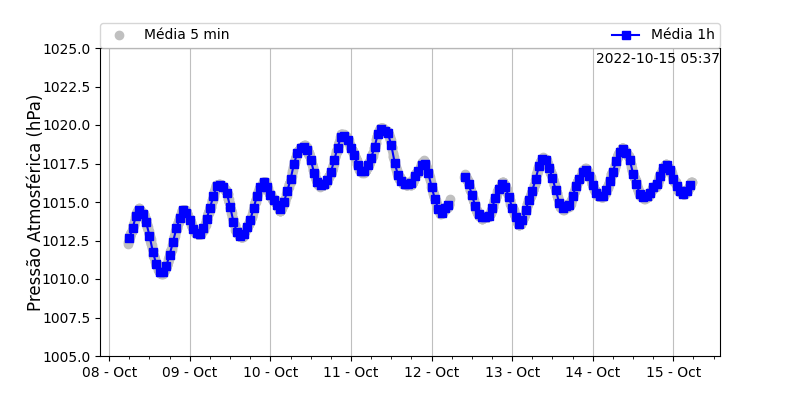 Média 5 min
Média 1h
2022-10-15 05:37
Pressão Atmosférica (hPa)
1025.0
1022.5
1020.0
1017.5
1015.0
1012.5
1010.0
1007.5
1005.0
08 - Oct
09 - Oct
10 - Oct
11 - Oct
12 - Oct
13 - Oct
14 - Oct
15 - Oct